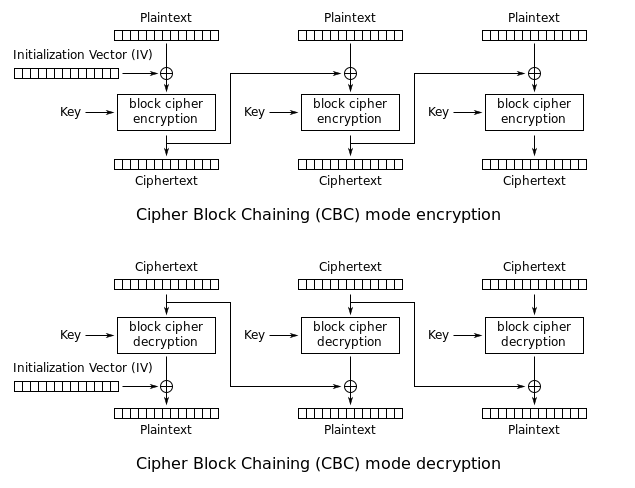 Plaintext Plaintext Plaintext
Initialization Vector (IV)
Key block cipher encryption Key block cipher encryption Key block cipher encryption
Ciphertext Ciphertext Ciphertext
Cipher Block Chaining (CBC) mode encryption
Ciphertext Ciphertext Ciphertext
Key block cipher decryption Key block cipher decryption Key block cipher decryption
Initialization Vector (IV)
Plaintext Plaintext Plaintext
Cipher Block Chaining (CBC) mode decryption